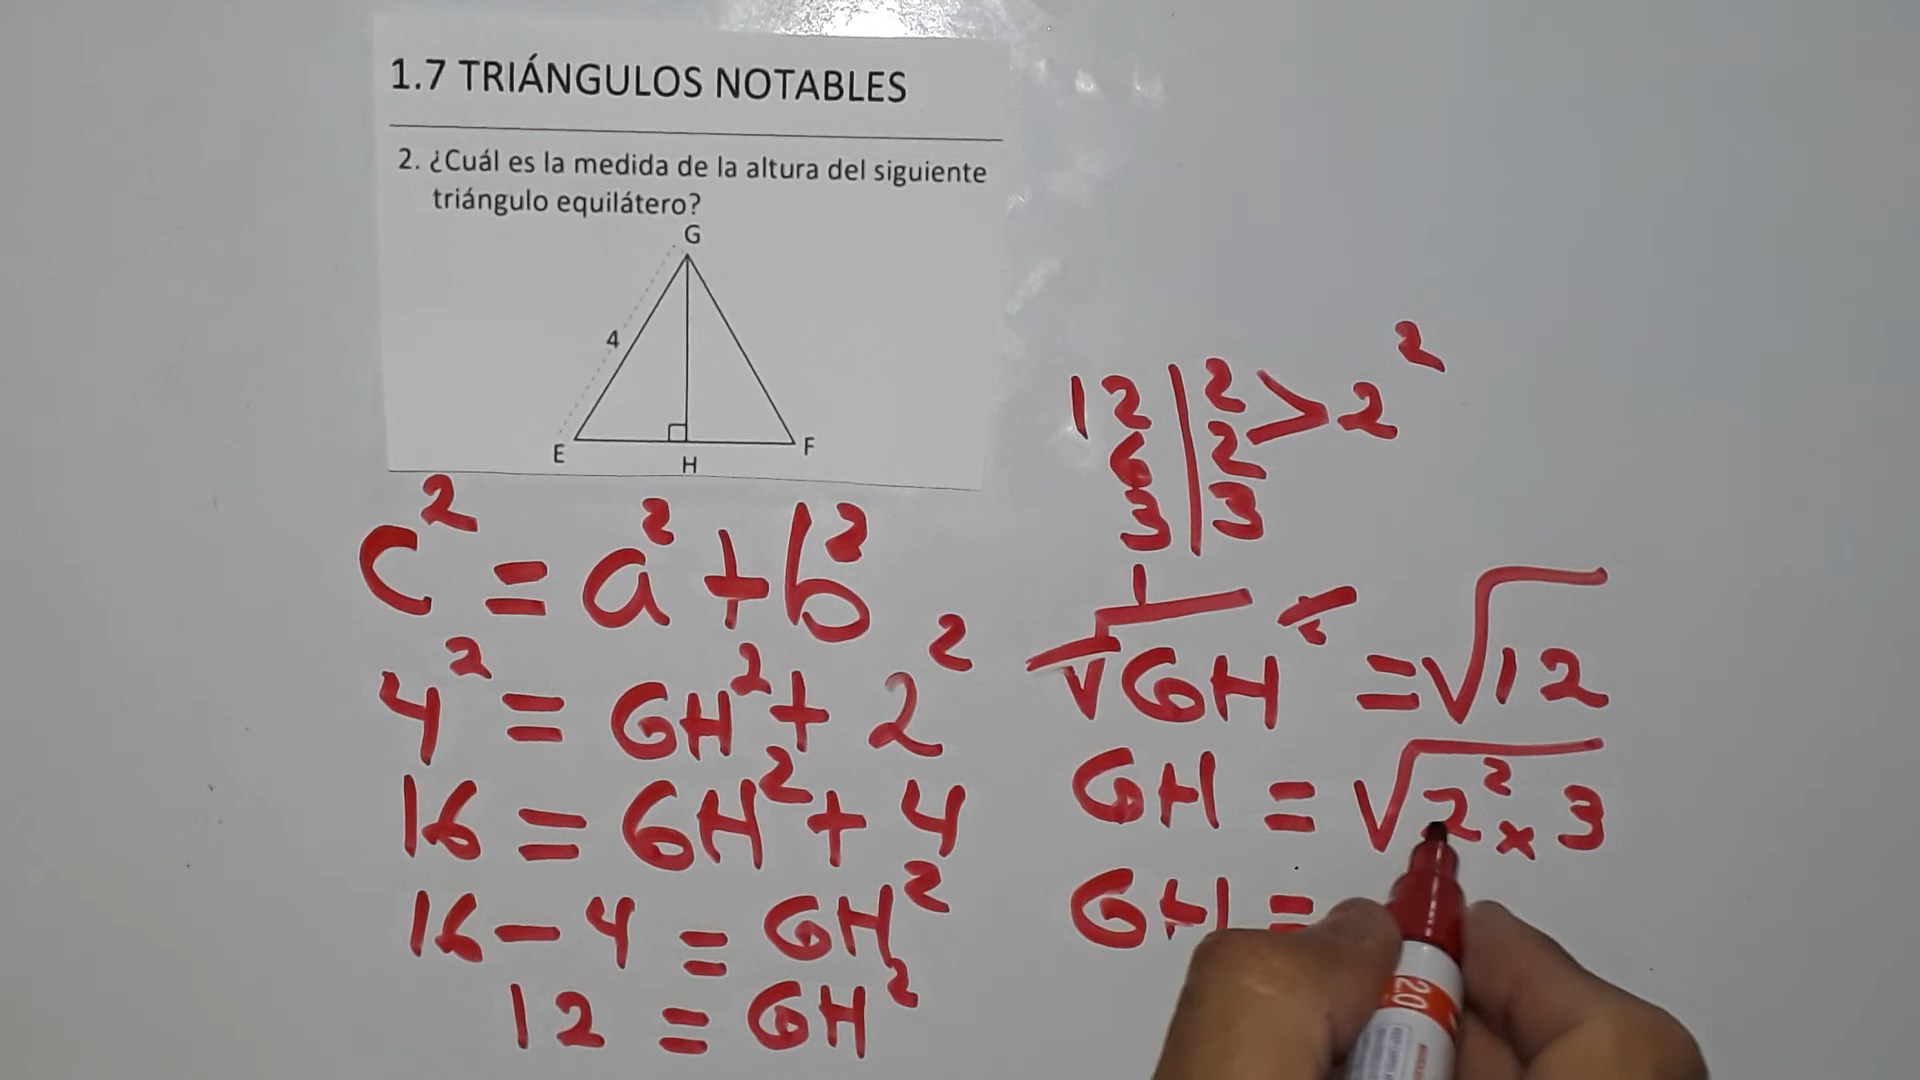 1.7 TRIÁNGULOS NOTABLES
2. ¿Cuál es la medida de la altura del siguiente
triángulo equilátero?
G
4
E
H
F
c² = a² + b²
4² = GH² + 2²
16 = GH² + 4
16 - 4 = GH²
12 = GH²
12 | 2 > 2²
6 | 2
3 | 3
1
√GH² = √12
GH = √2² x 3
GH =
20